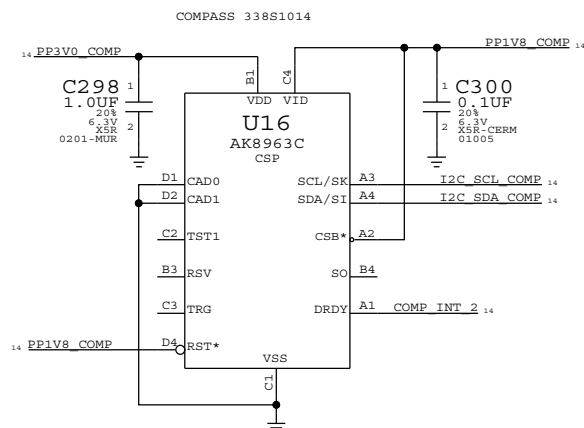 COMPASS 338S1014
14 PP3V0_COMP
PP1V8_COMP 14
B1
C4
C298 1
1.0UF
20%
6.3V
X5R 2
0201-MUR
VDD VID
U16
AK8963C
CSP
1 C300
0.1UF
20%
6.3V
2 X5R-CERM
01005
D1 CAD0
SCL/SK A3 I2C_SCL_COMP 14
D2 CAD1
SDA/SI A4 I2C_SDA_COMP 14
C2 TST1
CSB* A2
B3 RSV
SO B4
C3 TRG
DRDY A1 COMP_INT_2 14
14 PP1V8_COMP D4 RST*
VSS
C1